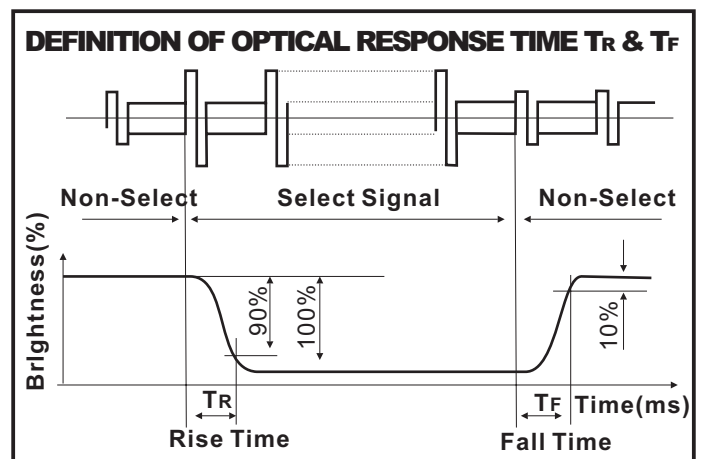 DEFINITION OF OPTICAL RESPONSE TIME TR & TF
Non-Select
Select Signal
Non-Select
BrIghtness(%)
90%
100%
10%
TR
TF
Time(ms)
Rise Time
Fall Time